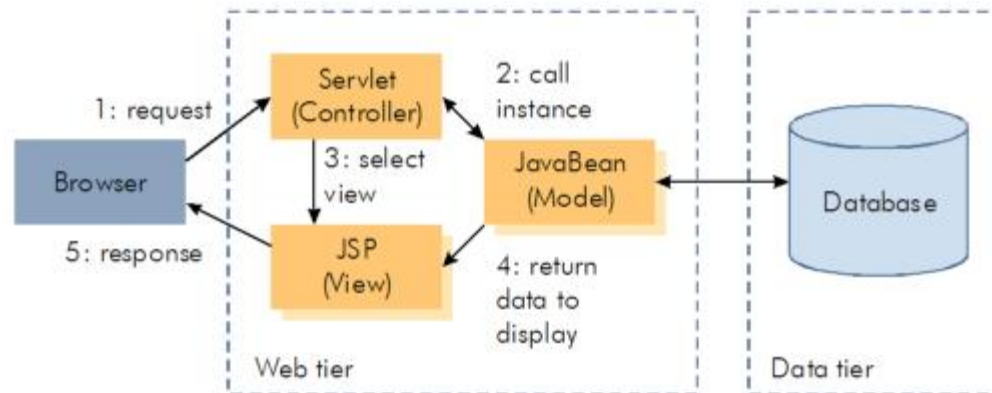 Servlet
(Controller)
2: call
instance
1: request
3: select
view
JavaBean
(Model)
Browser
Database
5: response
JSP
(View)
4: return
data to
display
Web tier
Data tier